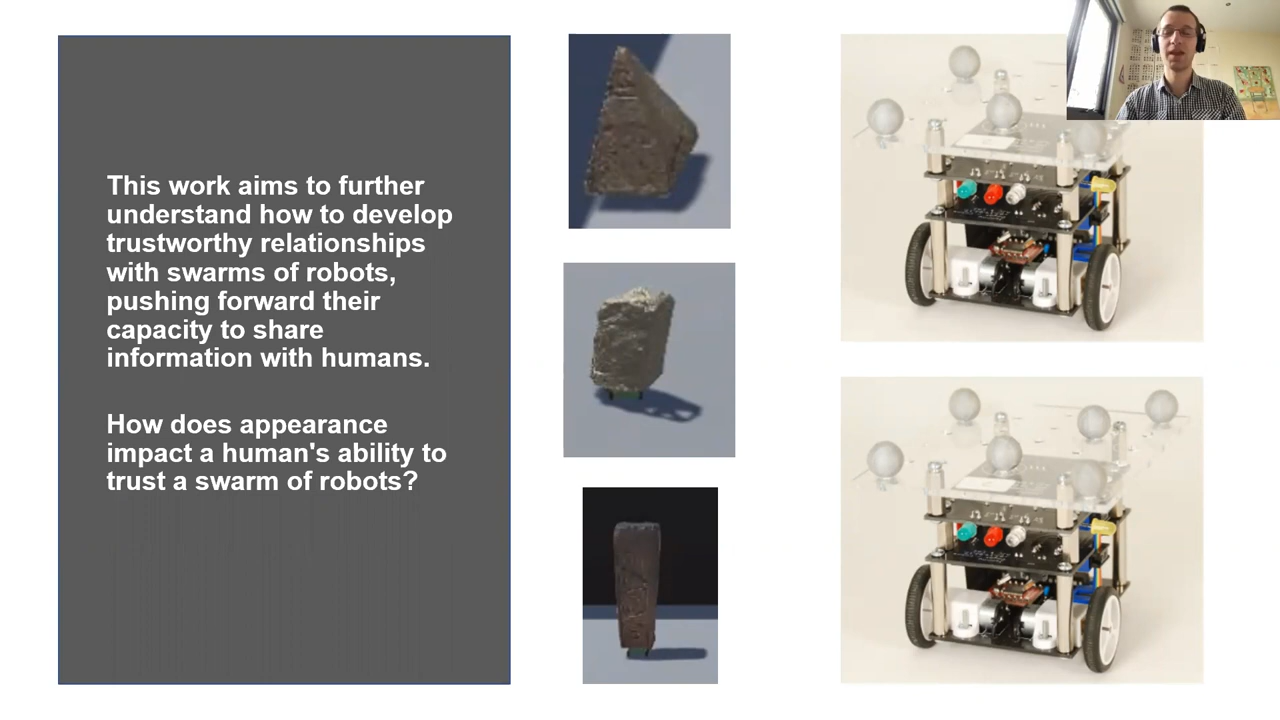 This work aims to further
understand how to develop
trustworthy relationships
with swarms of robots,
pushing forward their
capacity to share
information with humans.
How does appearance
impact a human's ability to
trust a swarm of robots?